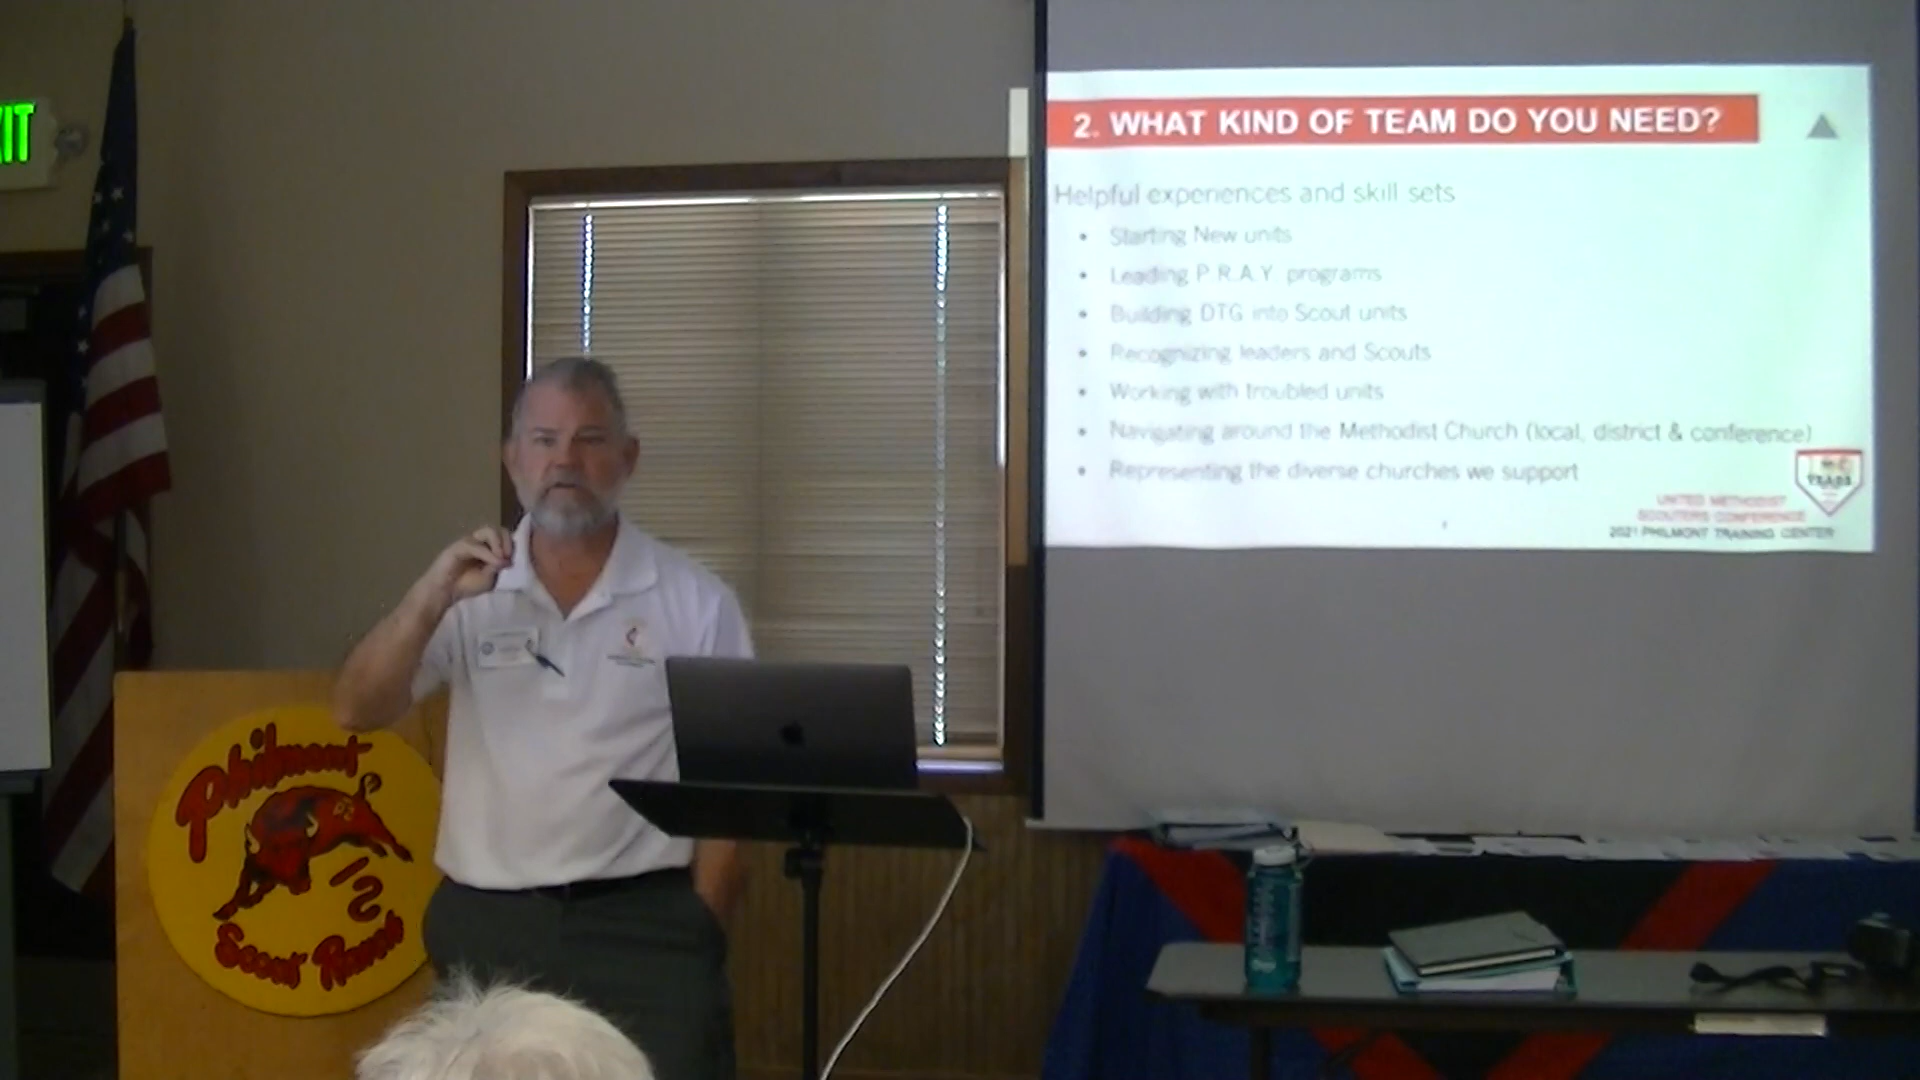 XIT
2. WHAT KIND OF TEAM DO YOU NEED?
Helpful experiences and skill sets
• Starting New units
• Leading P.R.A.Y. programs
• Building DTG into Scout units
• Recognizing leaders and Scouts
• Working with troubled units
• Navigating around the Methodist Church (local, district & conference)
• Representing the diverse churches we support
YEARS
UNITED METHODIST
SCOUTERS CONFERENCE
2021 PHILMONT TRAINING CENTER
Philmont
Scout Ranch